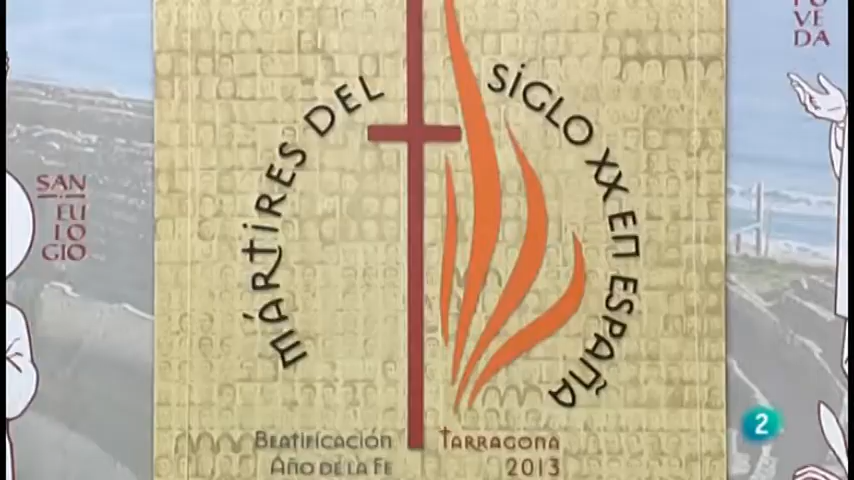 MÁRTIRES DEL SIGLO XX EN ESPAÑA
BEATIFICACIÓN
AÑO DE LA FE
TARRAGONA
2013
SAN
EU
LO
GIO
VE
DA
2